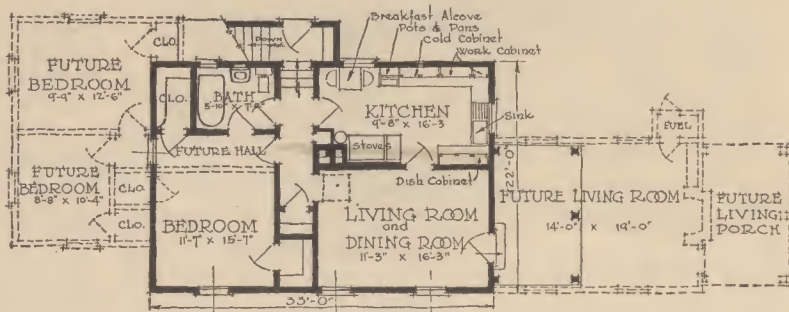 Breakfast Alcove
Pots & Pans
Cold Cabinet
Work Cabinet
CLO.
DOWN
FUTURE
BEDROOM
9'-9" x 12'-6"
CLO.
BATH
5'-10" x 7'-8"
KITCHEN
9'-8" x 16'-3
Sink
Stoves
FUEL
FUTURE HALL
Dish Cabinet
22'-0"
FUTURE
BEDROOM
8'-8" x 10'-4"
CLO.
CLO.
BEDROOM
11'-7" x 15'-7"
LIVING ROOM
and
DINING ROOM
11'-3" x 16'-3"
FUTURE LIVING ROOM
14'-0" x 19'-0"
FUTURE
LIVING
PORCH
33'-0"